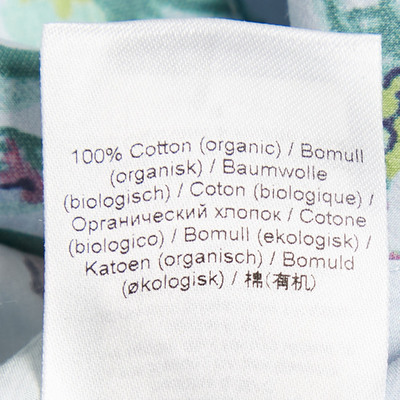 100% Cotton (organic) / Bomull
(organisk) / Baumwolle
(biologisch) / Coton (biologique) /
Органический хлопок / Cotone
(biologico) / Bomull (ekologisk) /
Katoen (organisch) / Bomuld
(økologisk) / 棉(有机)